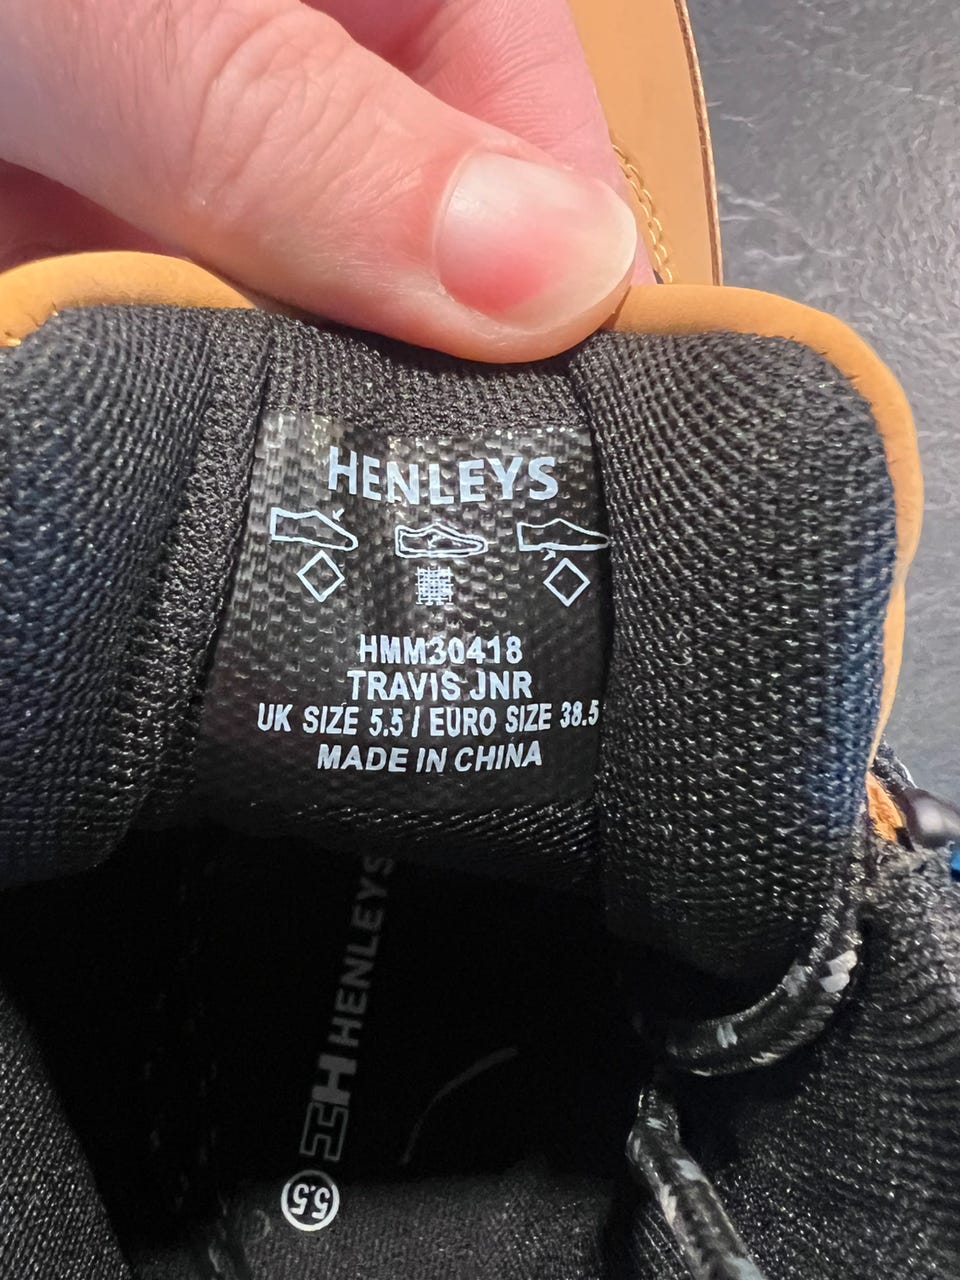 HENLEYS
HMM30418
TRAVIS JNR
UK SIZE 5.5 / EURO SIZE 38.5
MADE IN CHINA
HENLEYS
5.5